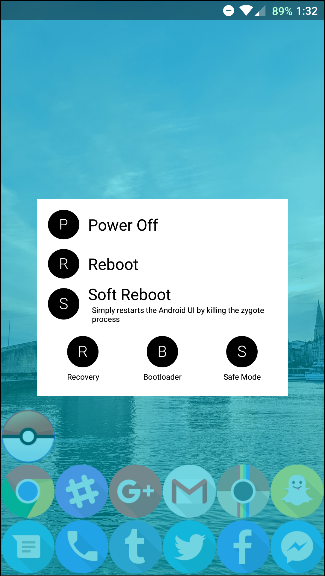 89% 1:32
P Power Off
R Reboot
S Soft Reboot
Simply restarts the Android UI by killing the zygote
process
R B S
Recovery Bootloader Safe Mode
G+ M
t f